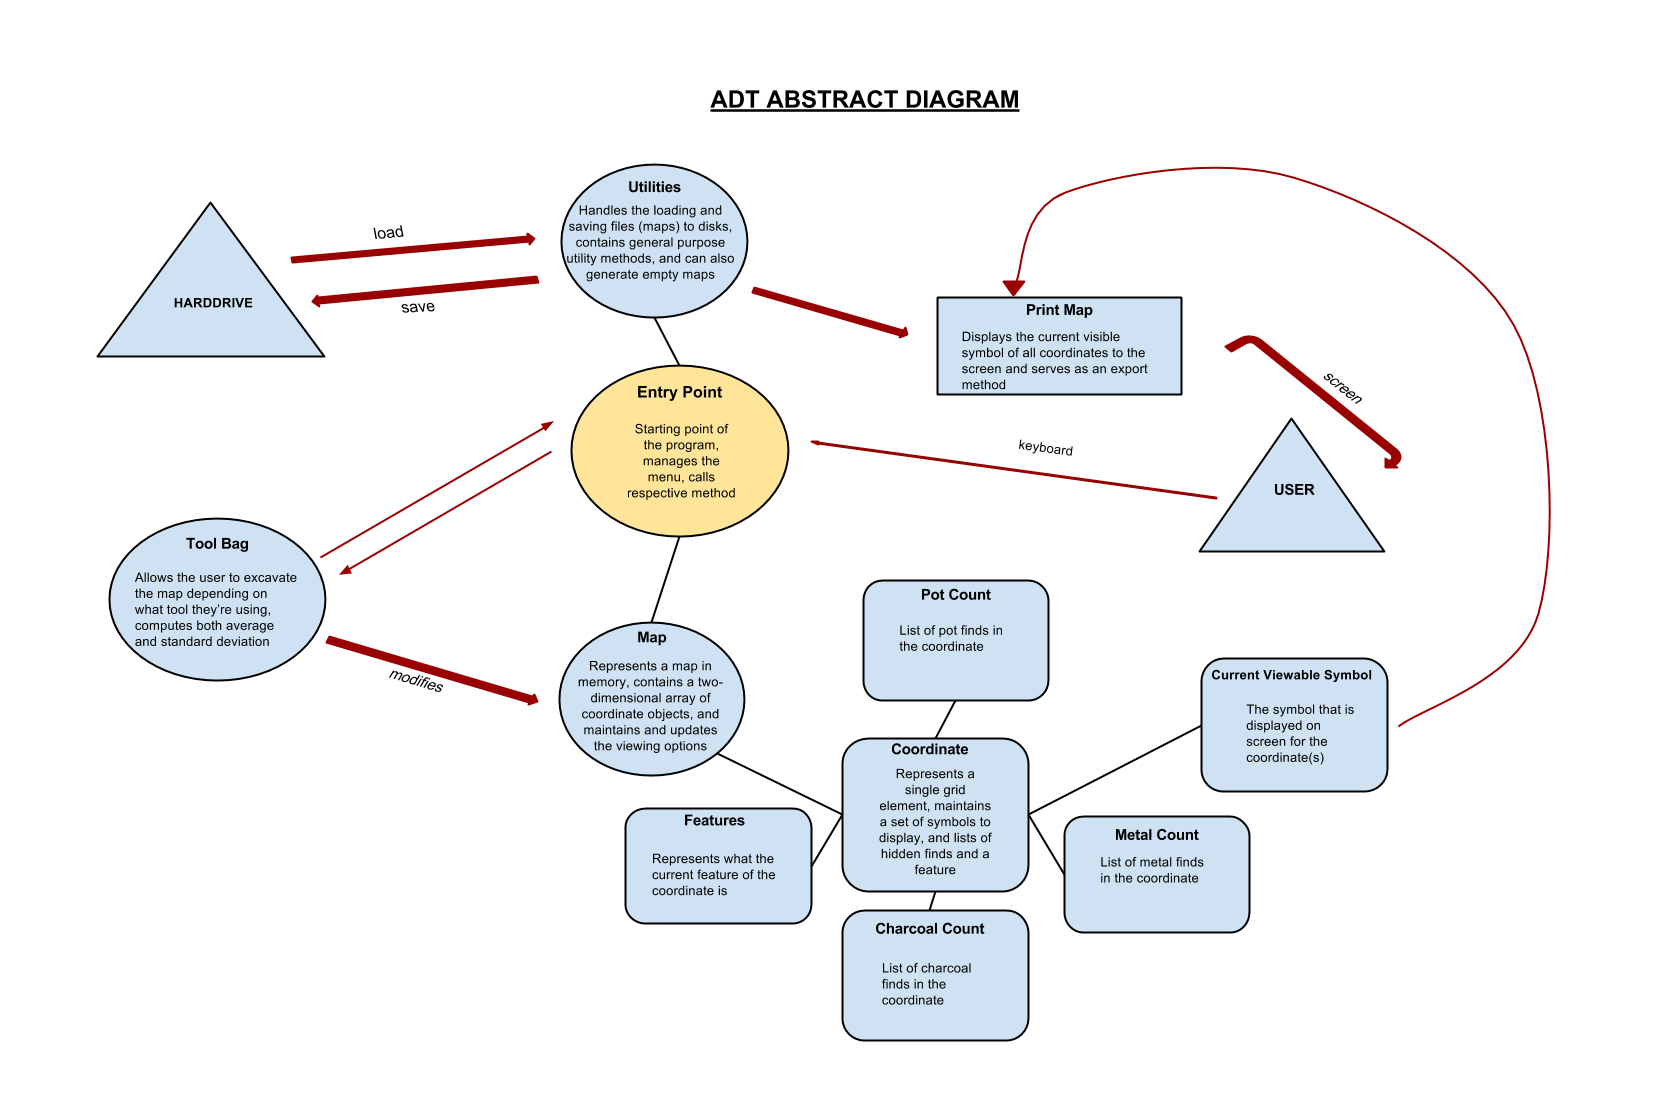 ADT ABSTRACT DIAGRAM
Utilities
Handles the loading and
saving files (maps) to disks,
contains general purpose
utility methods, and can also
generate empty maps
load
HARDDRIVE
save
Print Map
Displays the current visible
symbol of all coordinates to the
screen and serves as an export
method
screen
Entry Point
Starting point of
the program,
manages the
menu, calls
respective method
keyboard
USER
Tool Bag
Allows the user to excavate
the map depending on
what tool they're using,
computes both average
and standard deviation
modifies
Map
Represents a map in
memory, contains a two-
dimensional array of
coordinate objects, and
maintains and updates
the viewing options
Pot Count
List of pot finds in
the coordinate
Current Viewable Symbol
The symbol that is
displayed on
screen for the
coordinate(s)
Coordinate
Represents a
single grid
element, maintains
a set of symbols to
display, and lists of
hidden finds and a
feature
Features
Represents what the
current feature of the
coordinate is
Metal Count
List of metal finds
in the coordinate
Charcoal Count
List of charcoal
finds in the
coordinate